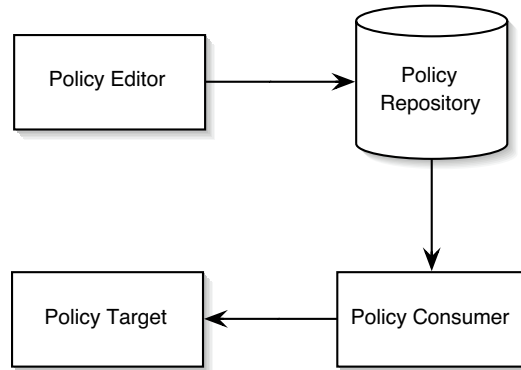 Policy Editor
Policy
Repository
Policy Target
Policy Consumer